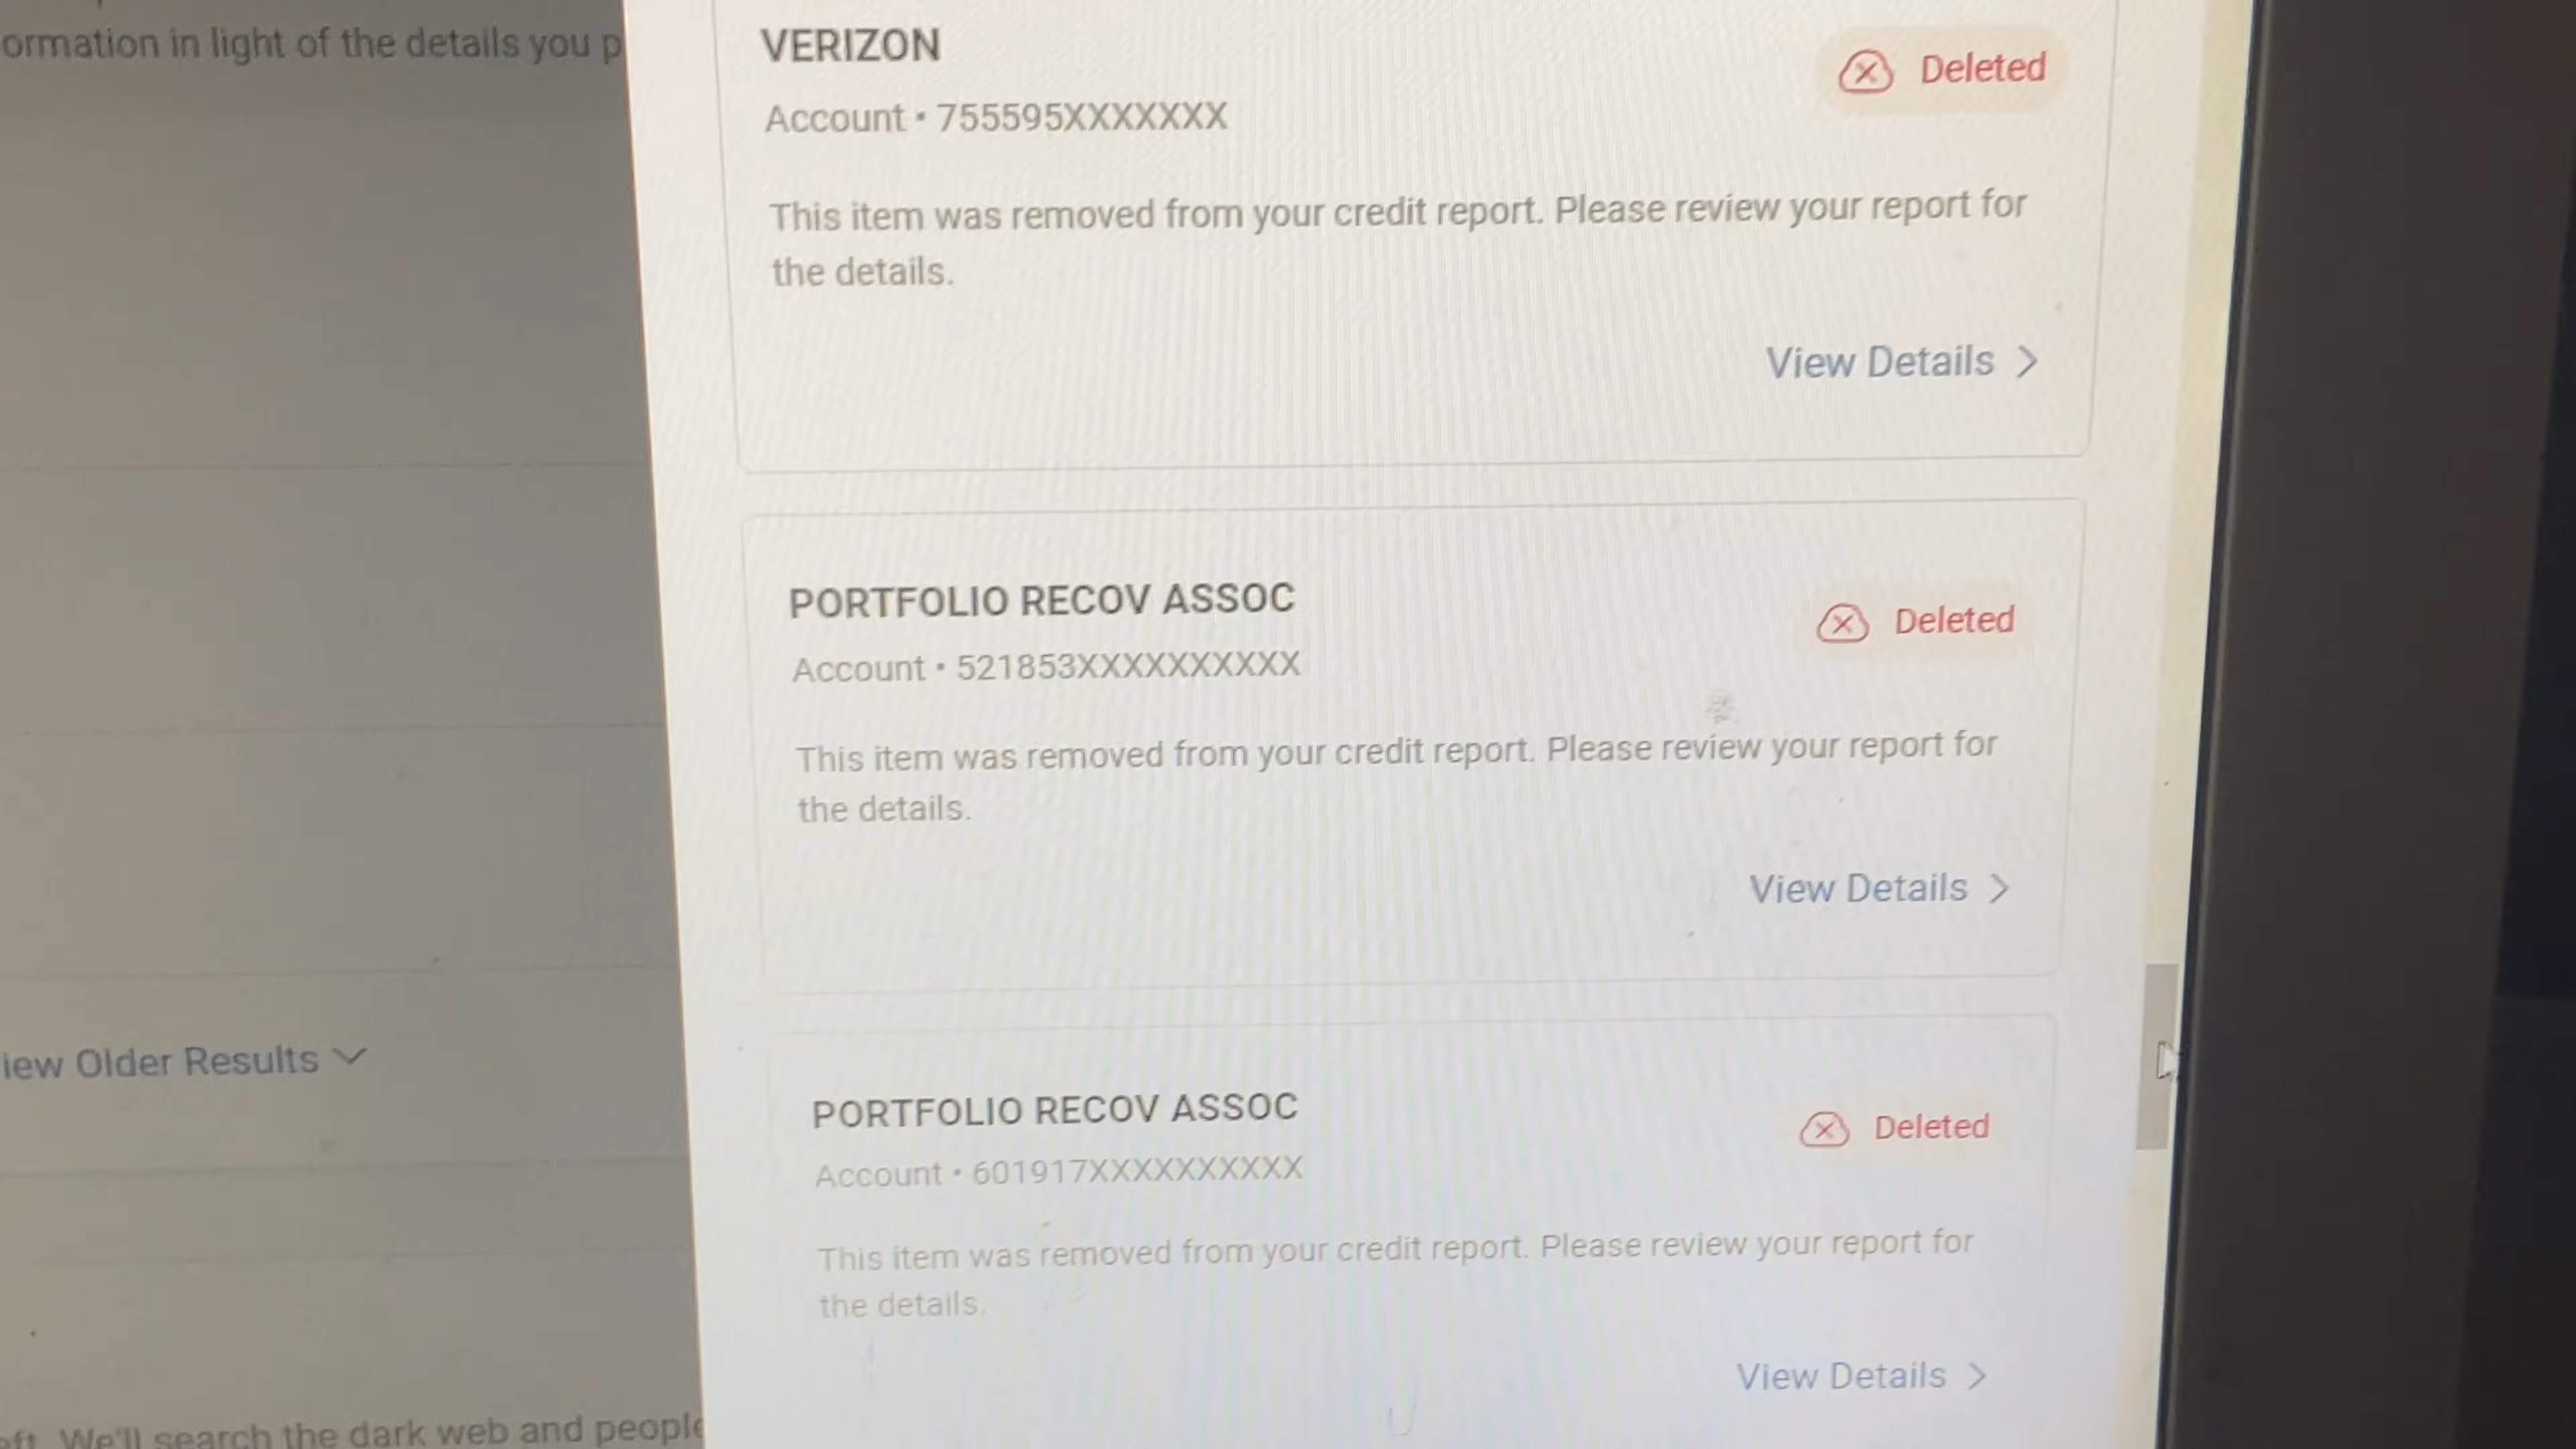 ormation in light of the details you p
VERIZON
Deleted
Account • 755595XXXXXXX
This item was removed from your credit report. Please review your report for
the details.
View Details >
PORTFOLIO RECOV ASSOC
Deleted
Account • 521853XXXXXXXXXX
This item was removed from your credit report. Please review your report for
the details.
View Details >
iew Older Results
PORTFOLIO RECOV ASSOC
Deleted
Account • 601917XXXXXXXXXX
This item was removed from your credit report. Please review your report for
the details.
View Details >
eft. We'll search the dark web and people